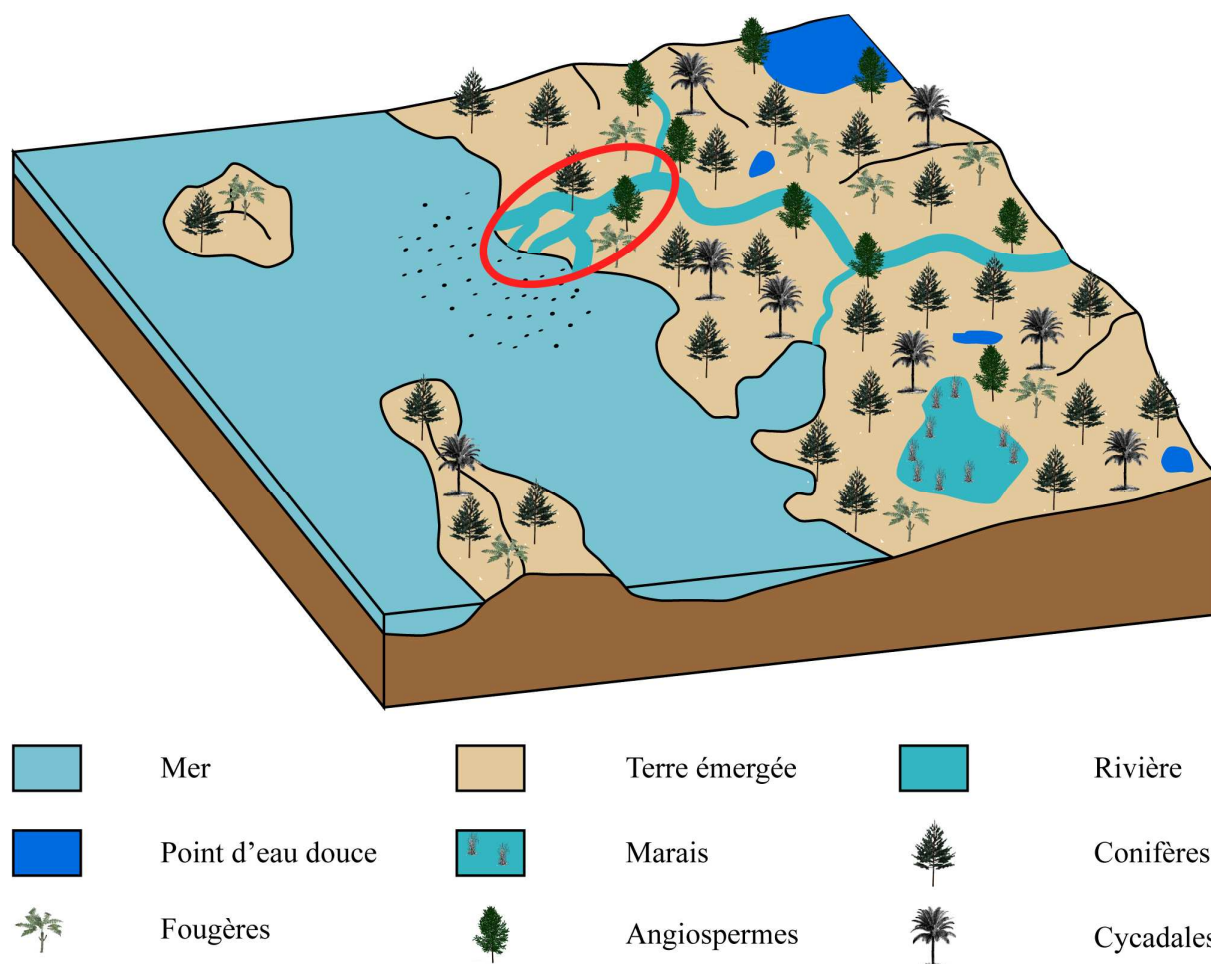 Mer
Terre émergée
Rivière
Point d’eau douce
Marais
Conifères
Fougères
Angiospermes
Cycadales